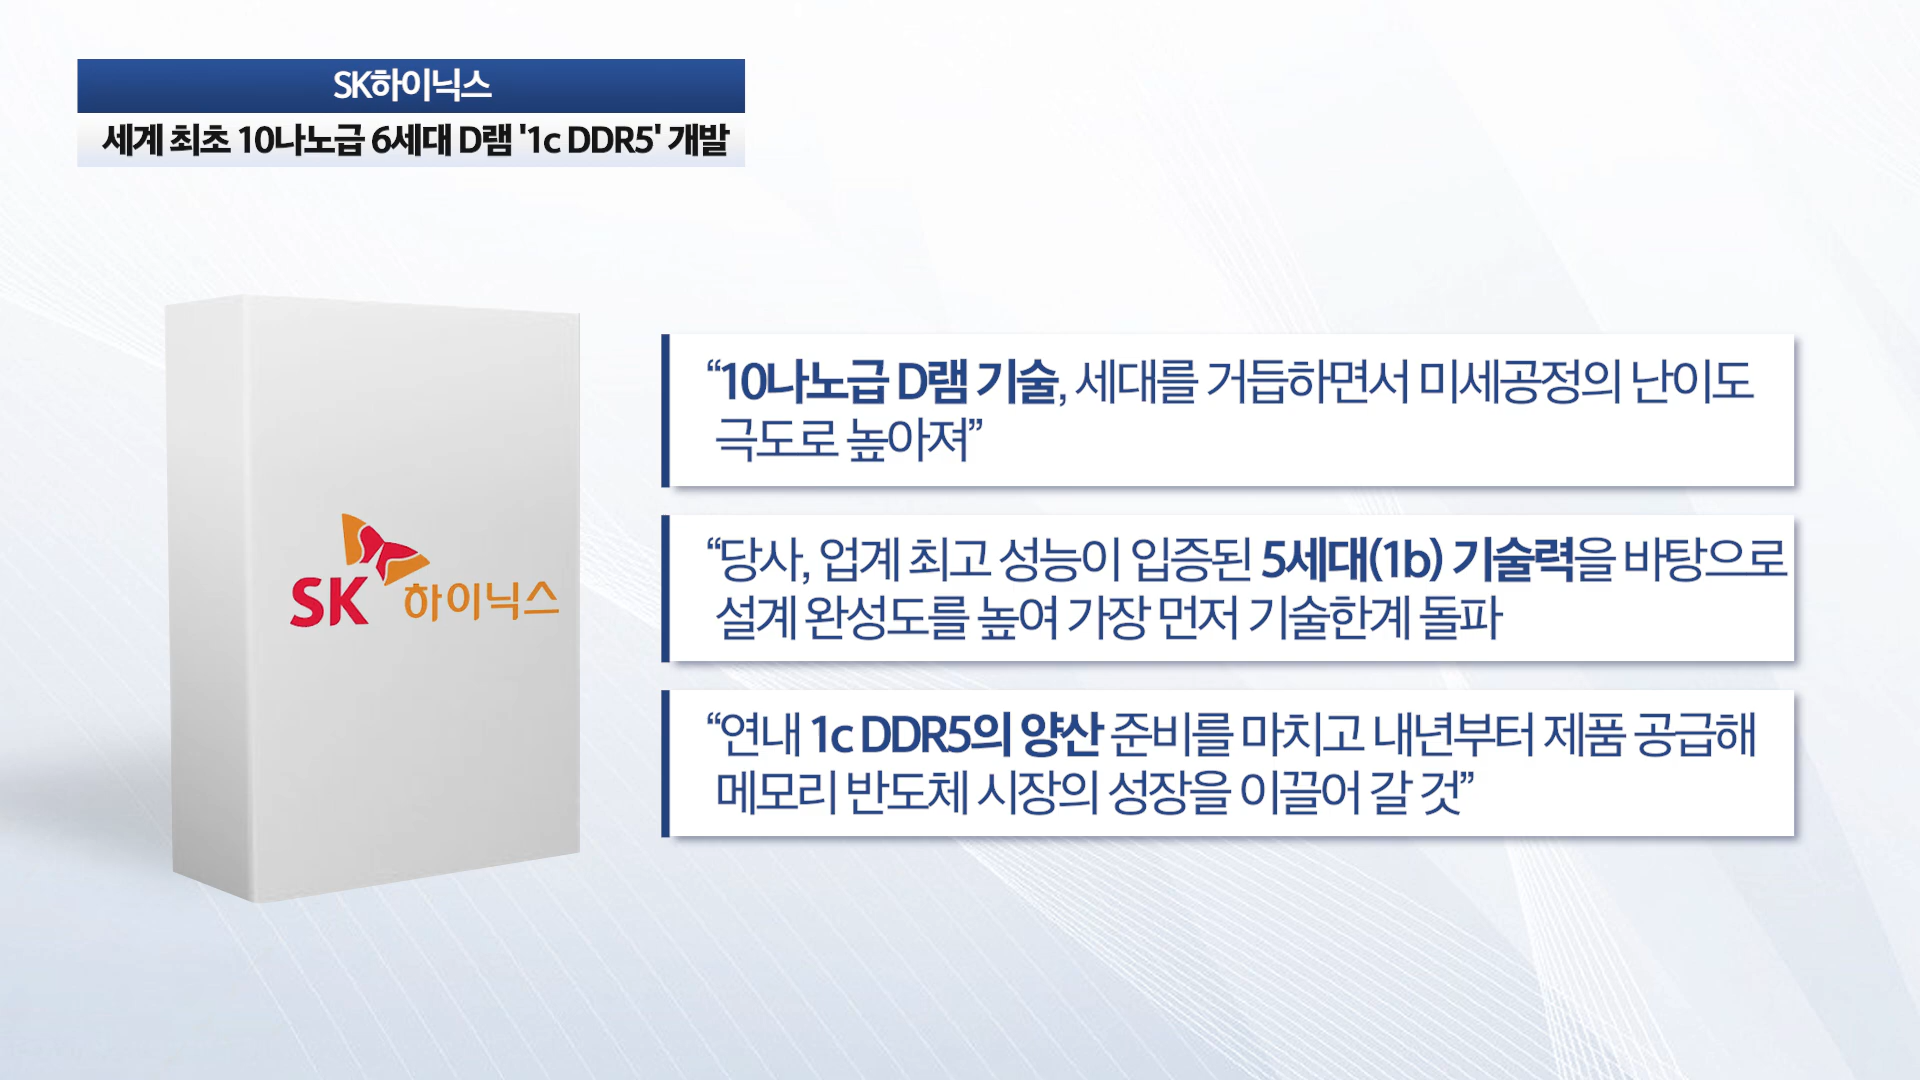 SK하이닉스
세계 최초 10나노급 6세대 D램 '1c DDR5' 개발
SK 하이닉스
“10나노급 D램 기술, 세대를 거듭하면서 미세공정의 난이도
극도로 높아져”
“당사, 업계 최고 성능이 입증된 5세대(1b) 기술력을 바탕으로
설계 완성도를 높여 가장 먼저 기술한계 돌파
“연내 1c DDR5의 양산 준비를 마치고 내년부터 제품 공급해
메모리 반도체 시장의 성장을 이끌어 갈 것”